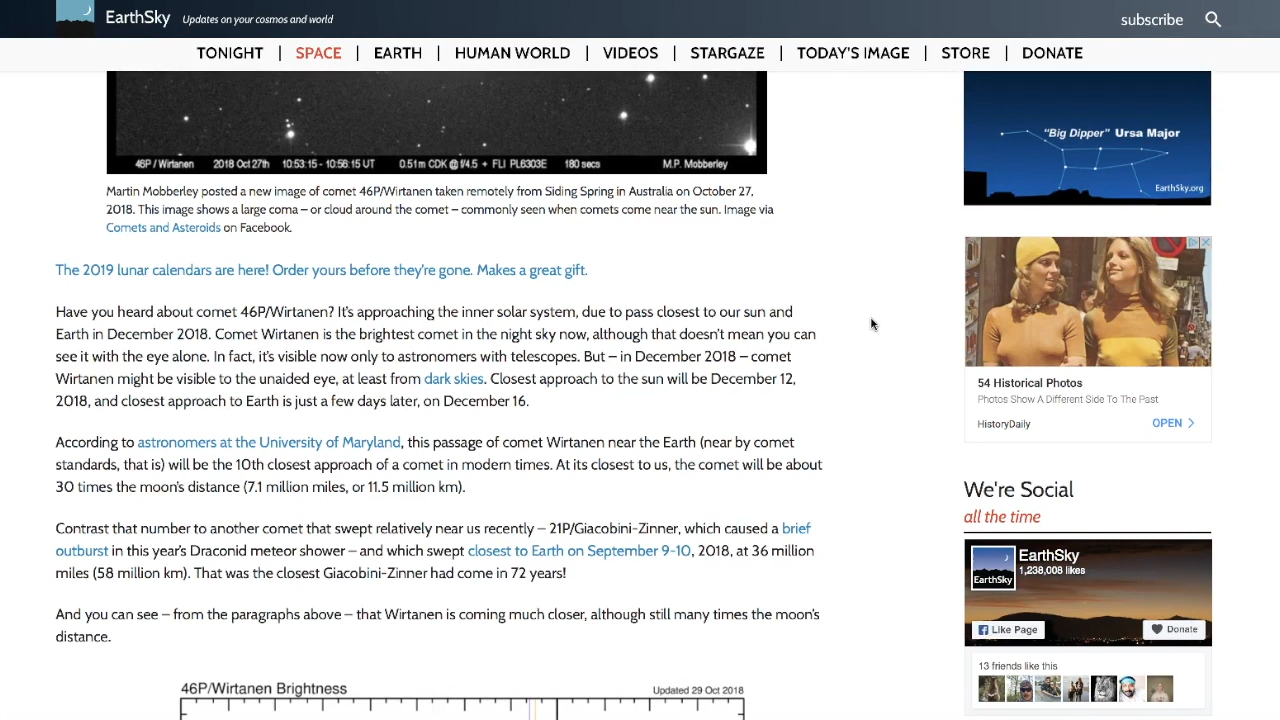 EarthSky Updates on your cosmos and world
subscribe
TONIGHT | SPACE | EARTH | HUMAN WORLD | VIDEOS | STARGAZE | TODAY'S IMAGE | STORE | DONATE
46P / Wirtanen 2018 Oct 27th 10:53:15 - 10:56:15 UT 0.51m CDK @ f/4.5 + FLI PL6303E 180 secs M.P. Mobberley
Martin Mobberley posted a new image of comet 46P/Wirtanen taken remotely from Siding Spring in Australia on October 27,
2018. This image shows a large coma – or cloud around the comet – commonly seen when comets come near the sun. Image via
Comets and Asteroids on Facebook.
The 2019 lunar calendars are here! Order yours before they're gone. Makes a great gift.
Have you heard about comet 46P/Wirtanen? It's approaching the inner solar system, due to pass closest to our sun and
Earth in December 2018. Comet Wirtanen is the brightest comet in the night sky now, although that doesn't mean you can
see it with the eye alone. In fact, it's visible now only to astronomers with telescopes. But – in December 2018 – comet
Wirtanen might be visible to the unaided eye, at least from dark skies. Closest approach to the sun will be December 12,
2018, and closest approach to Earth is just a few days later, on December 16.
According to astronomers at the University of Maryland, this passage of comet Wirtanen near the Earth (near by comet
standards, that is) will be the 10th closest approach of a comet in modern times. At its closest to us, the comet will be about
30 times the moon's distance (7.1 million miles, or 11.5 million km).
Contrast that number to another comet that swept relatively near us recently – 21P/Giacobini-Zinner, which caused a brief
outburst in this year's Draconid meteor shower – and which swept closest to Earth on September 9-10, 2018, at 36 million
miles (58 million km). That was the closest Giacobini-Zinner had come in 72 years!
And you can see – from the paragraphs above – that Wirtanen is coming much closer, although still many times the moon's
distance.
46P/Wirtanen Brightness Updated 29 Oct 2018
"Big Dipper" Ursa Major
EarthSky.org
54 Historical Photos
Photos Show A Different Side To The Past
HistoryDaily OPEN
We're Social
all the time
EarthSky
EarthSky
1,238,008 likes
Like Page Donate
13 friends like this